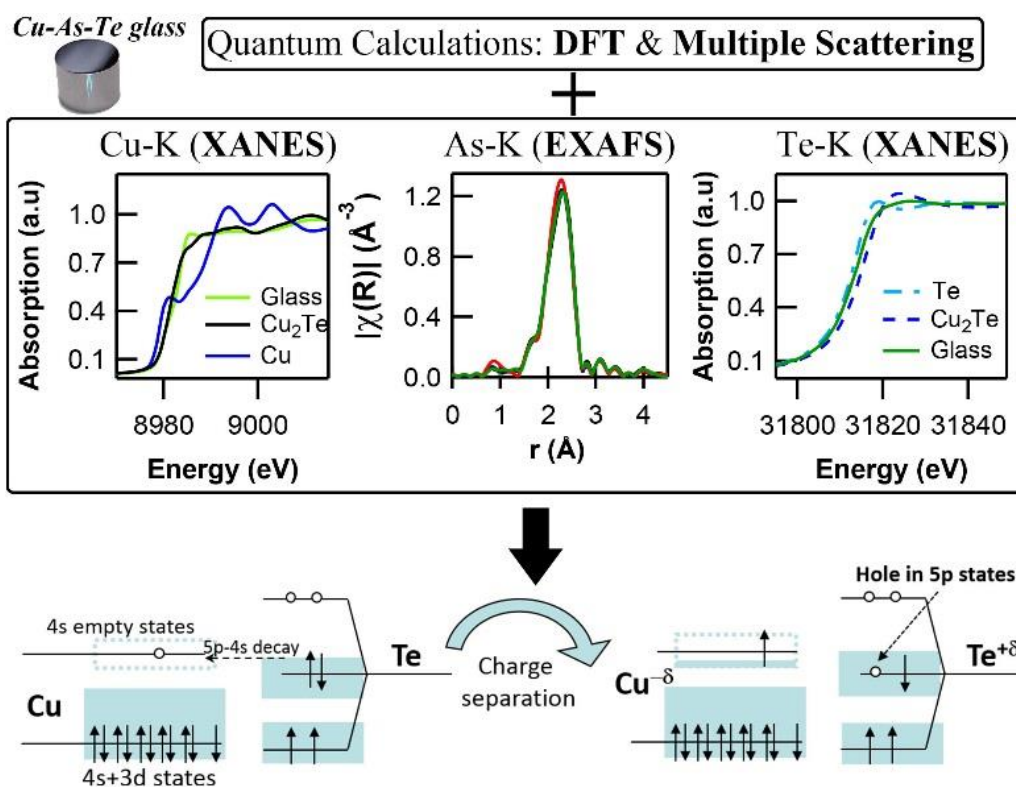 Cu-As-Te glass
Quantum Calculations: DFT & Multiple Scattering
+
Cu-K (XANES)
Absorption (a.u)
1.0
0.7
0.4
0.1
Glass
Cu₂Te
Cu
8980 9000
Energy (eV)
As-K (EXAFS)
|χ(R)| (Å⁻³)
1.2
0.8
0.4
0.0
0 1 2 3 4
r (Å)
Te-K (XANES)
Absorption (a.u)
1.0
0.7
0.4
0.1
Te
Cu₂Te
Glass
31800 31820 31840
Energy (eV)
4s empty states
5p-4s decay
Te
Cu
4s+3d states
Charge
separation
Hole in 5p states
Cu⁻ᵟ
Te⁺ᵟ